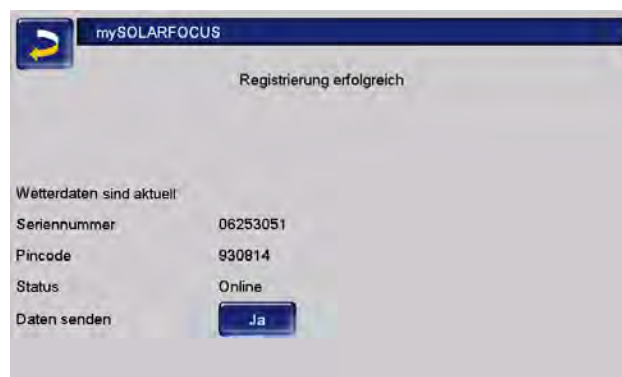 mySOLARFOCUS
Registrierung erfolgreich
Wetterdaten sind aktuell
Seriennummer 06253051
Pincode 930814
Status Online
Daten senden Ja